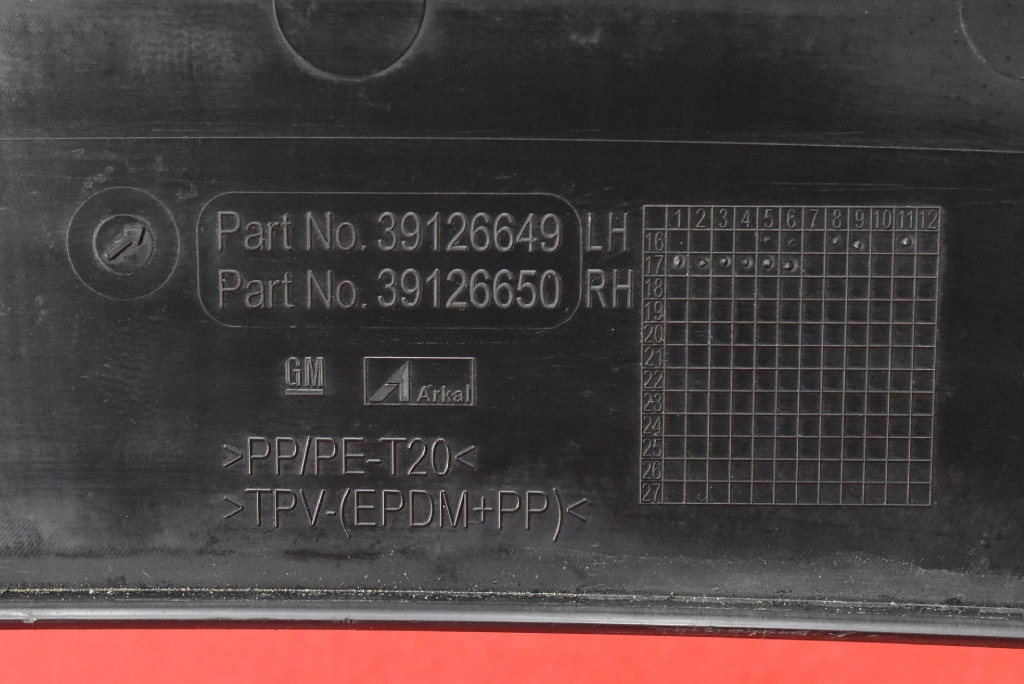 Part No. 39126649 LH
Part No. 39126650 RH
GM
Arkal
>PP/PE-T20<
>TPV-(EPDM+PP)<
1 2 3 4 5 6 7 8 9 10 11 12
16
17
18
19
20
21
22
23
24
25
26
27